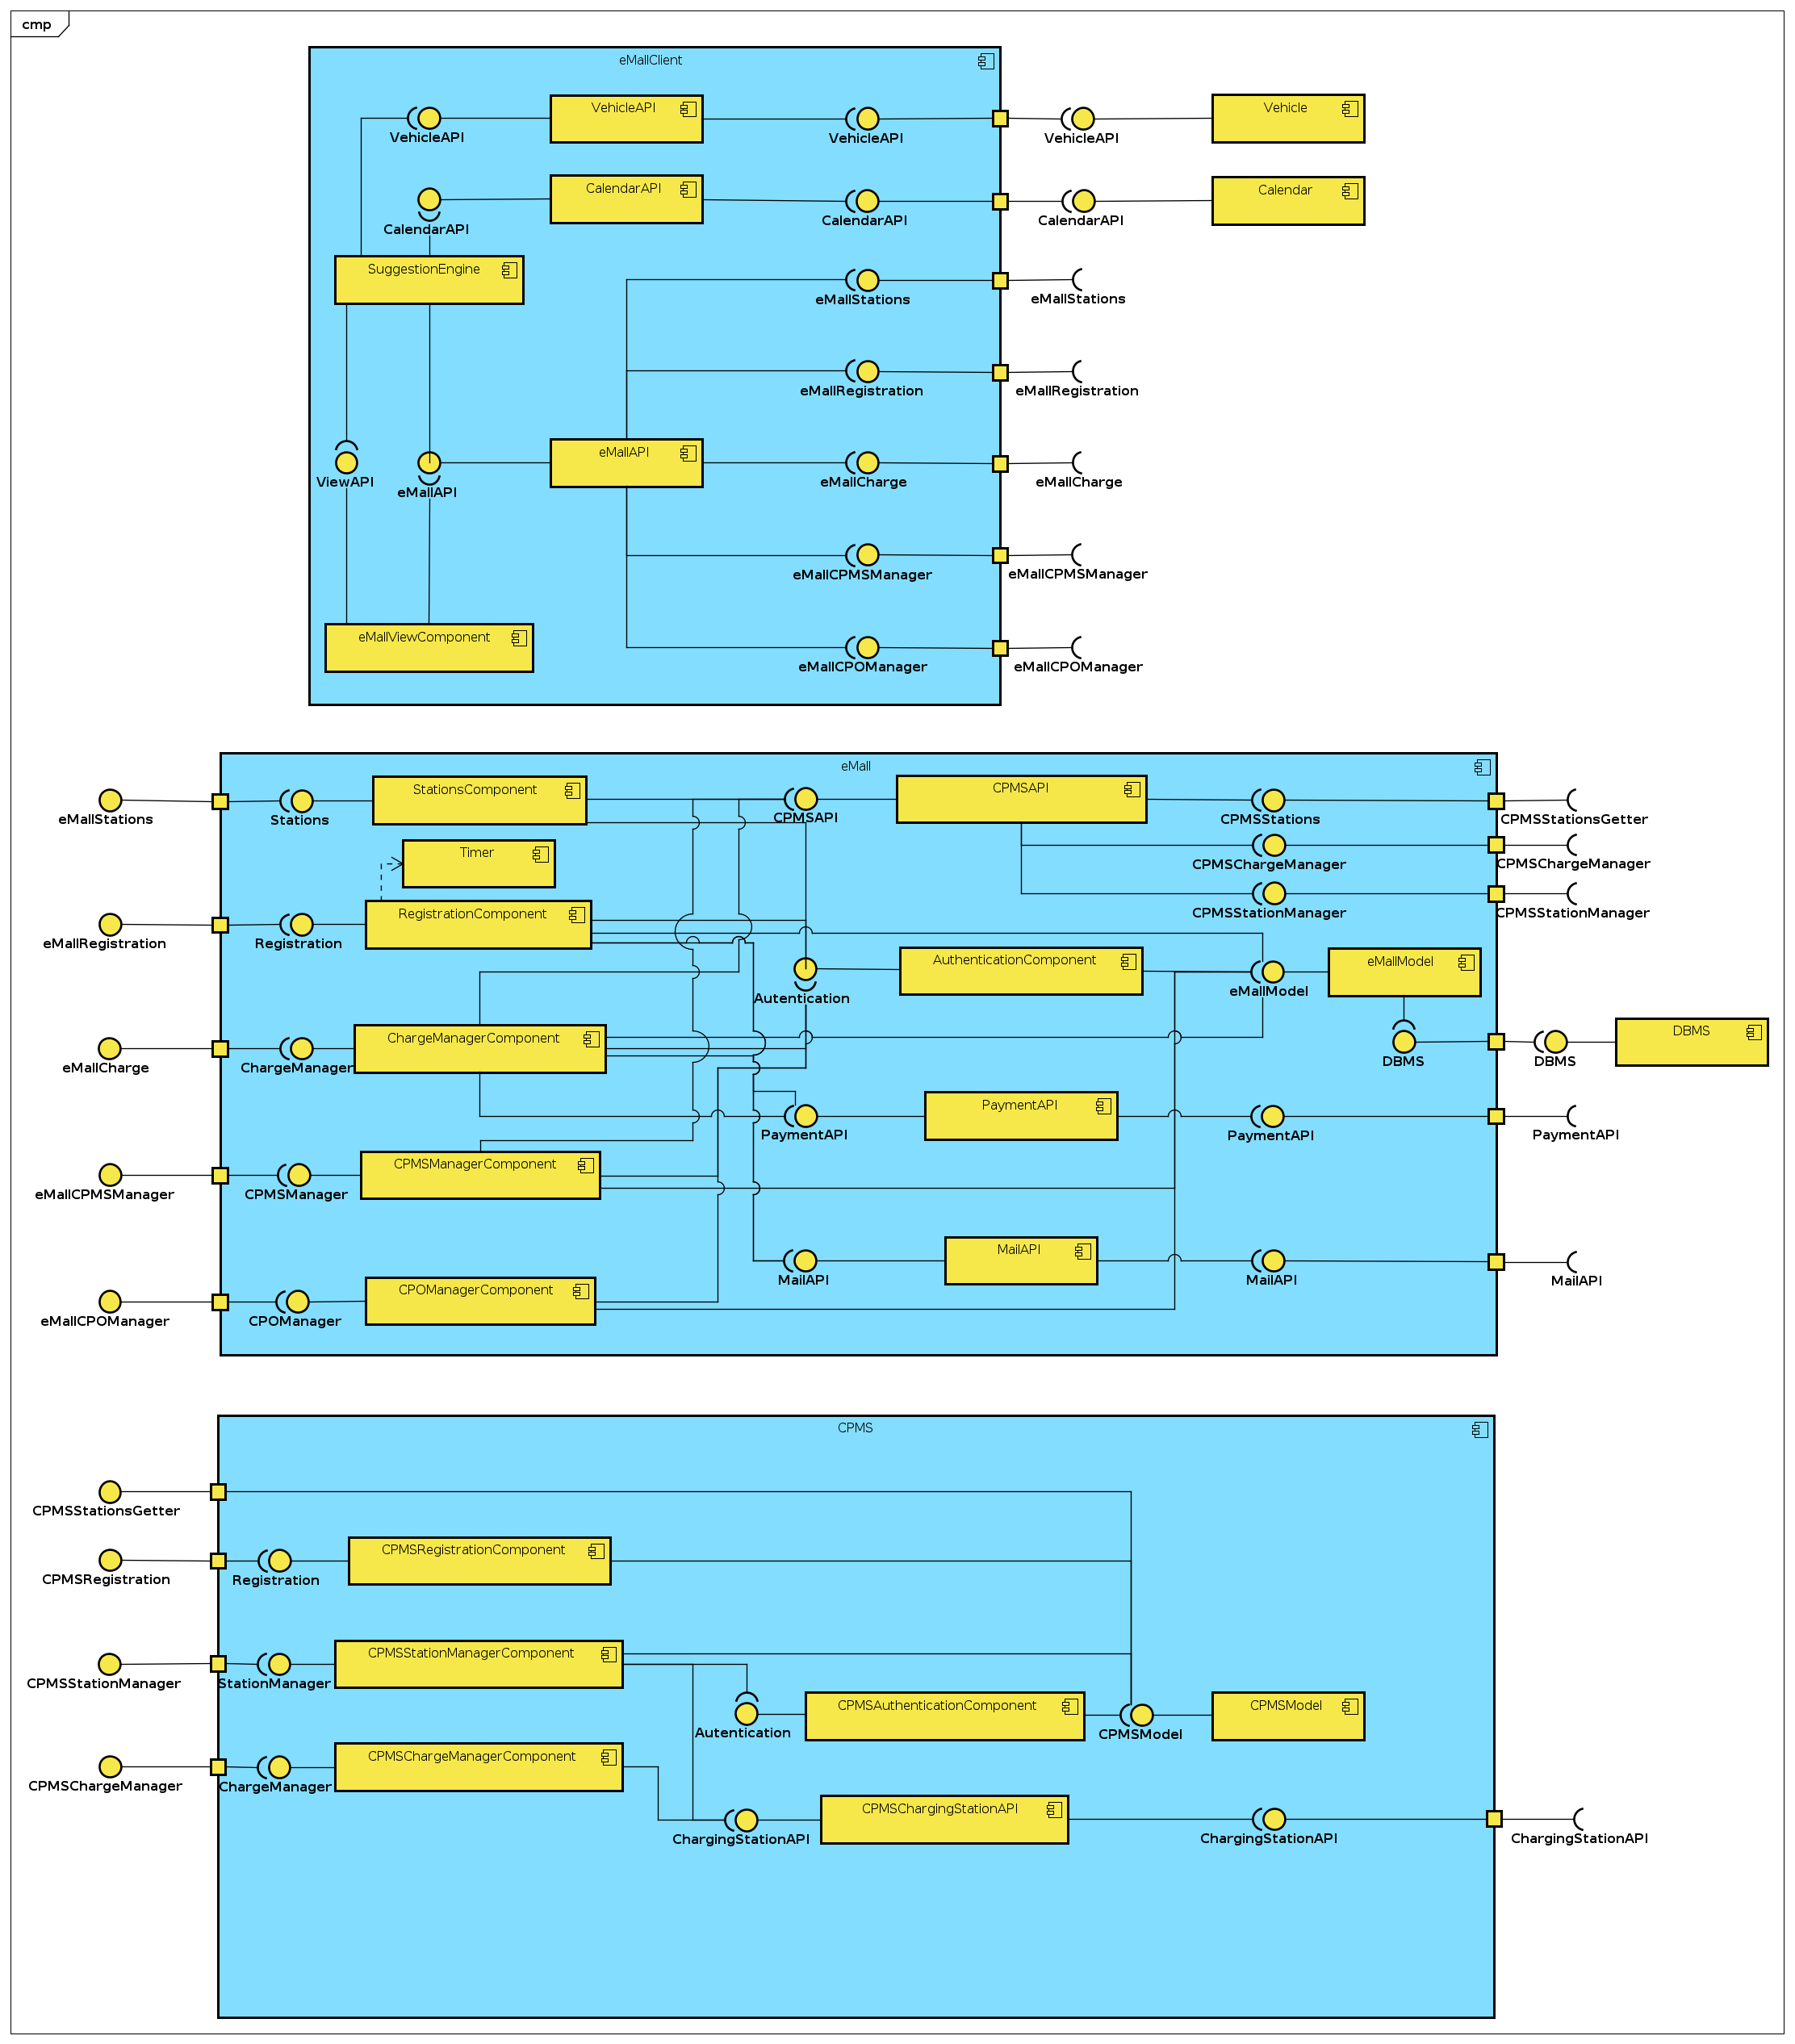 cmp
eMallClient
VehicleAPI
Vehicle
VehicleAPI
VehicleAPI
VehicleAPI
CalendarAPI
Calendar
CalendarAPI
CalendarAPI
CalendarAPI
SuggestionEngine
eMallStations
eMallStations
eMallRegistration
eMallRegistration
eMallAPI
ViewAPI
eMallAPI
eMallCharge
eMallCharge
eMallCPMSManager
eMallCPMSManager
eMallViewComponent
eMallCPOManager
eMallCPOManager
eMall
StationsComponent
CPMSAPI
eMallStations
Stations
CPMSAPI
CPMSStations
CPMSStationsGetter
Timer
CPMSChargeManager
CPMSChargeManager
RegistrationComponent
CPMSStationManager
CPMSStationManager
eMallRegistration
Registration
AuthenticationComponent
eMallModel
Autentication
eMallModel
ChargeManagerComponent
DBMS
eMallCharge
ChargeManager
DBMS
DBMS
PaymentAPI
PaymentAPI
PaymentAPI
PaymentAPI
CPMSManagerComponent
eMallCPMSManager
CPMSManager
MailAPI
MailAPI
MailAPI
MailAPI
CPOManagerComponent
eMallCPOManager
CPOManager
CPMS
CPMSStationsGetter
CPMSRegistrationComponent
CPMSRegistration
Registration
CPMSStationManagerComponent
CPMSStationManager
StationManager
CPMSAuthenticationComponent
CPMSModel
Autentication
CPMSModel
CPMSChargeManagerComponent
CPMSChargeManager
ChargeManager
CPMSChargingStationAPI
ChargingStationAPI
ChargingStationAPI
ChargingStationAPI